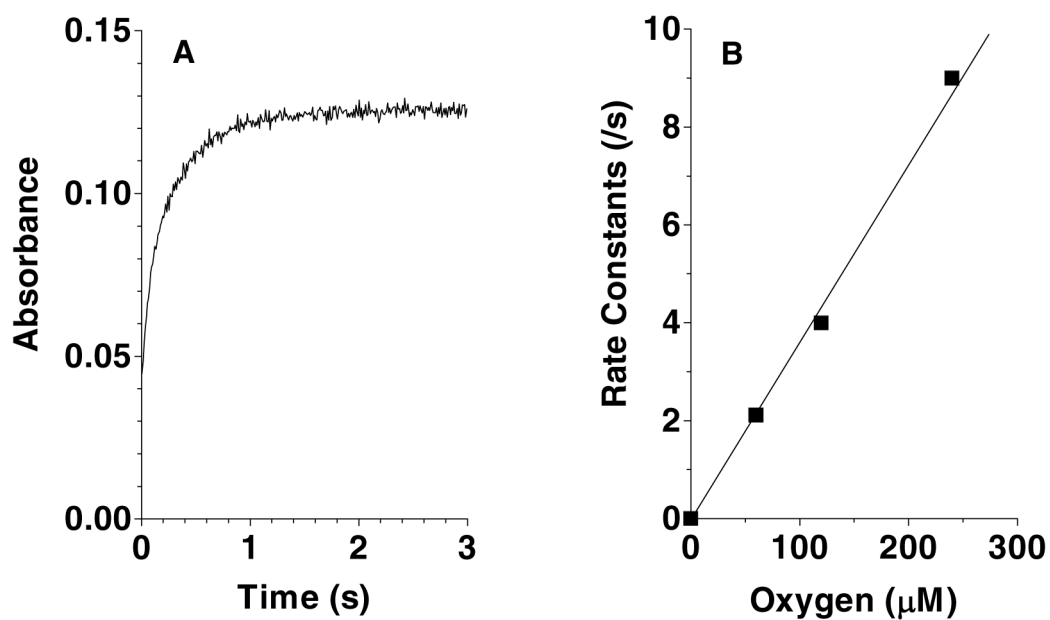 A
0.15
0.10
0.05
0.00
Absorbance
0 1 2 3
Time (s)
B
10
8
6
4
2
0
Rate Constants (/s)
0 100 200 300
Oxygen (μM)